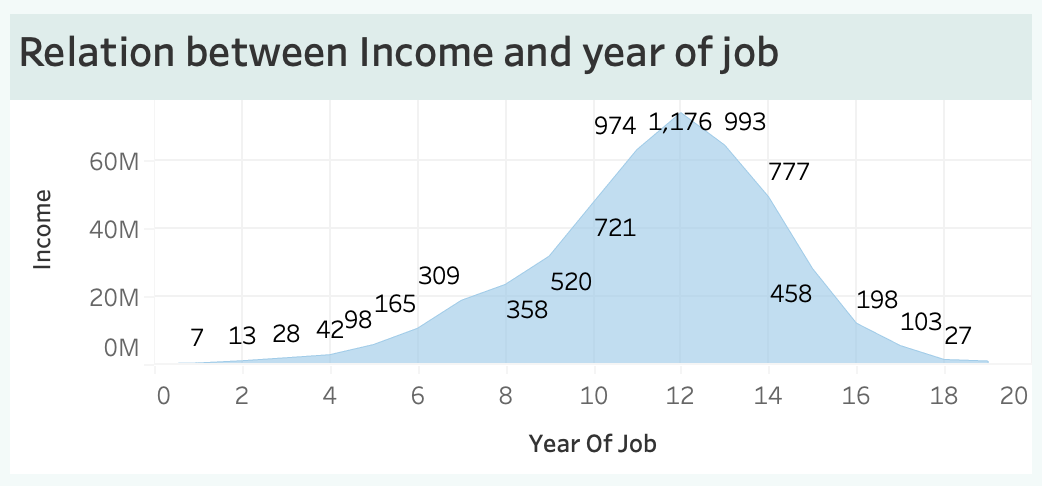 Relation between Income and year of job
974 1,176 993
60M
777
Income
40M
721
309
520
20M
165
358
458
198
7 13 28 42 98
103 27
0M
0 2 4 6 8 10 12 14 16 18 20
Year Of Job